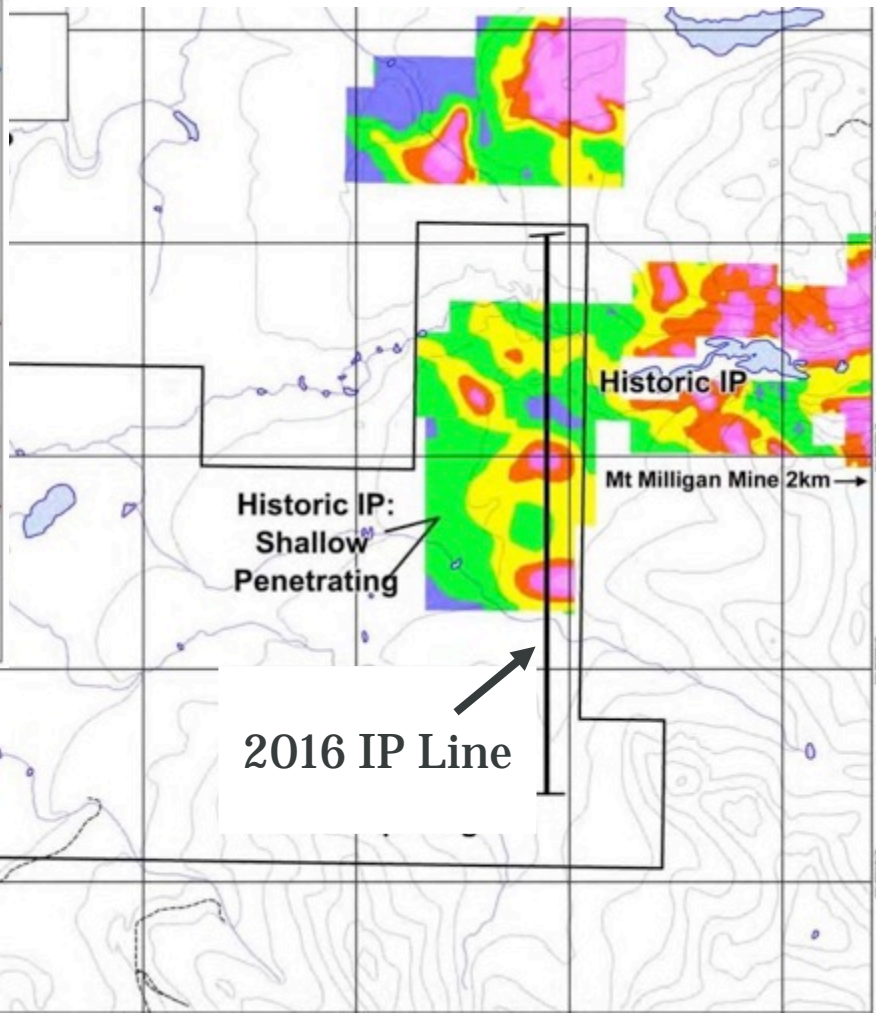 Historic IP
Mt Milligan Mine 2km
Historic IP:
Shallow
Penetrating
2016 IP Line